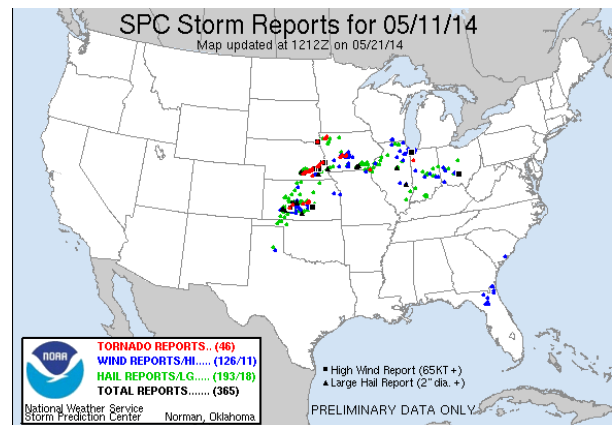 SPC Storm Reports for 05/11/14
Map updated at 1212Z on 05/21/14
TORNADO REPORTS.. (46)
WIND REPORTS/HI..... (126/11)
HAIL REPORTS/LG..... (193/18)
TOTAL REPORTS....... (365)
NOAA
National Weather Service
Storm Prediction Center Norman, Oklahoma
High Wind Report (65KT +)
Large Hail Report (2" dia. +)
PRELIMINARY DATA ONLY